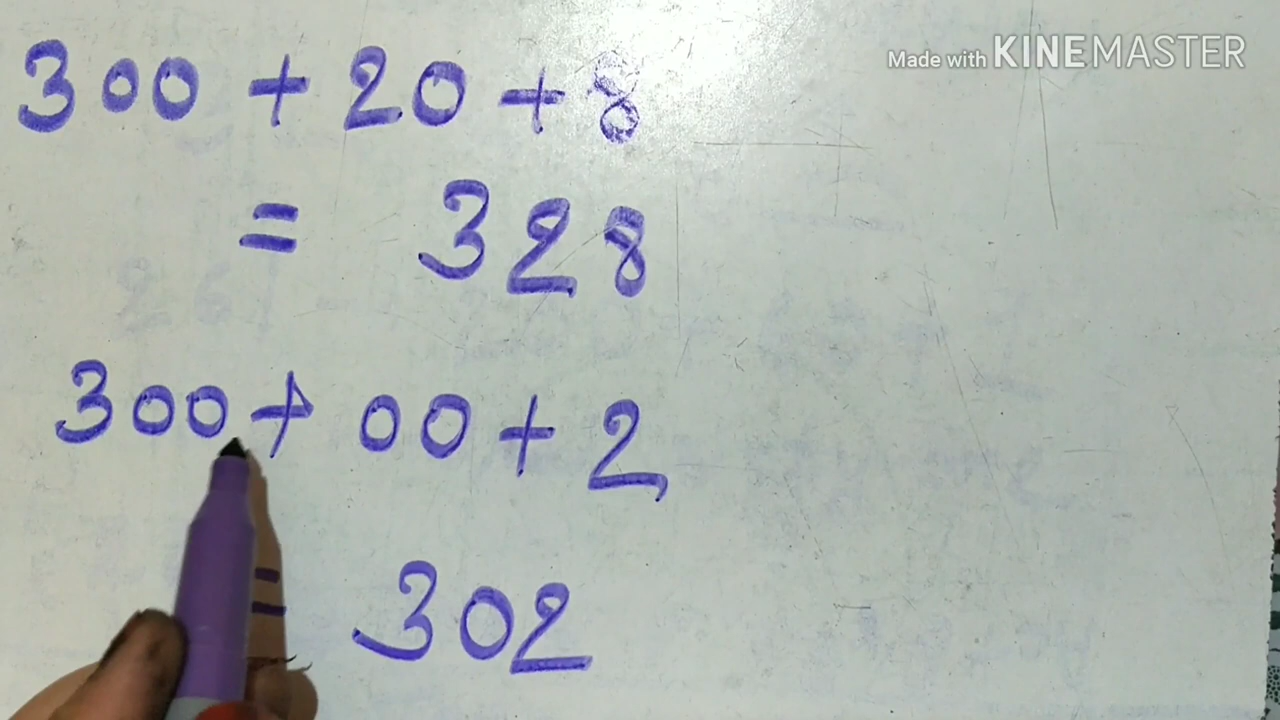 Made with KINEMASTER
300 + 20 + 8
= 328
300 + 00 + 2
= 302